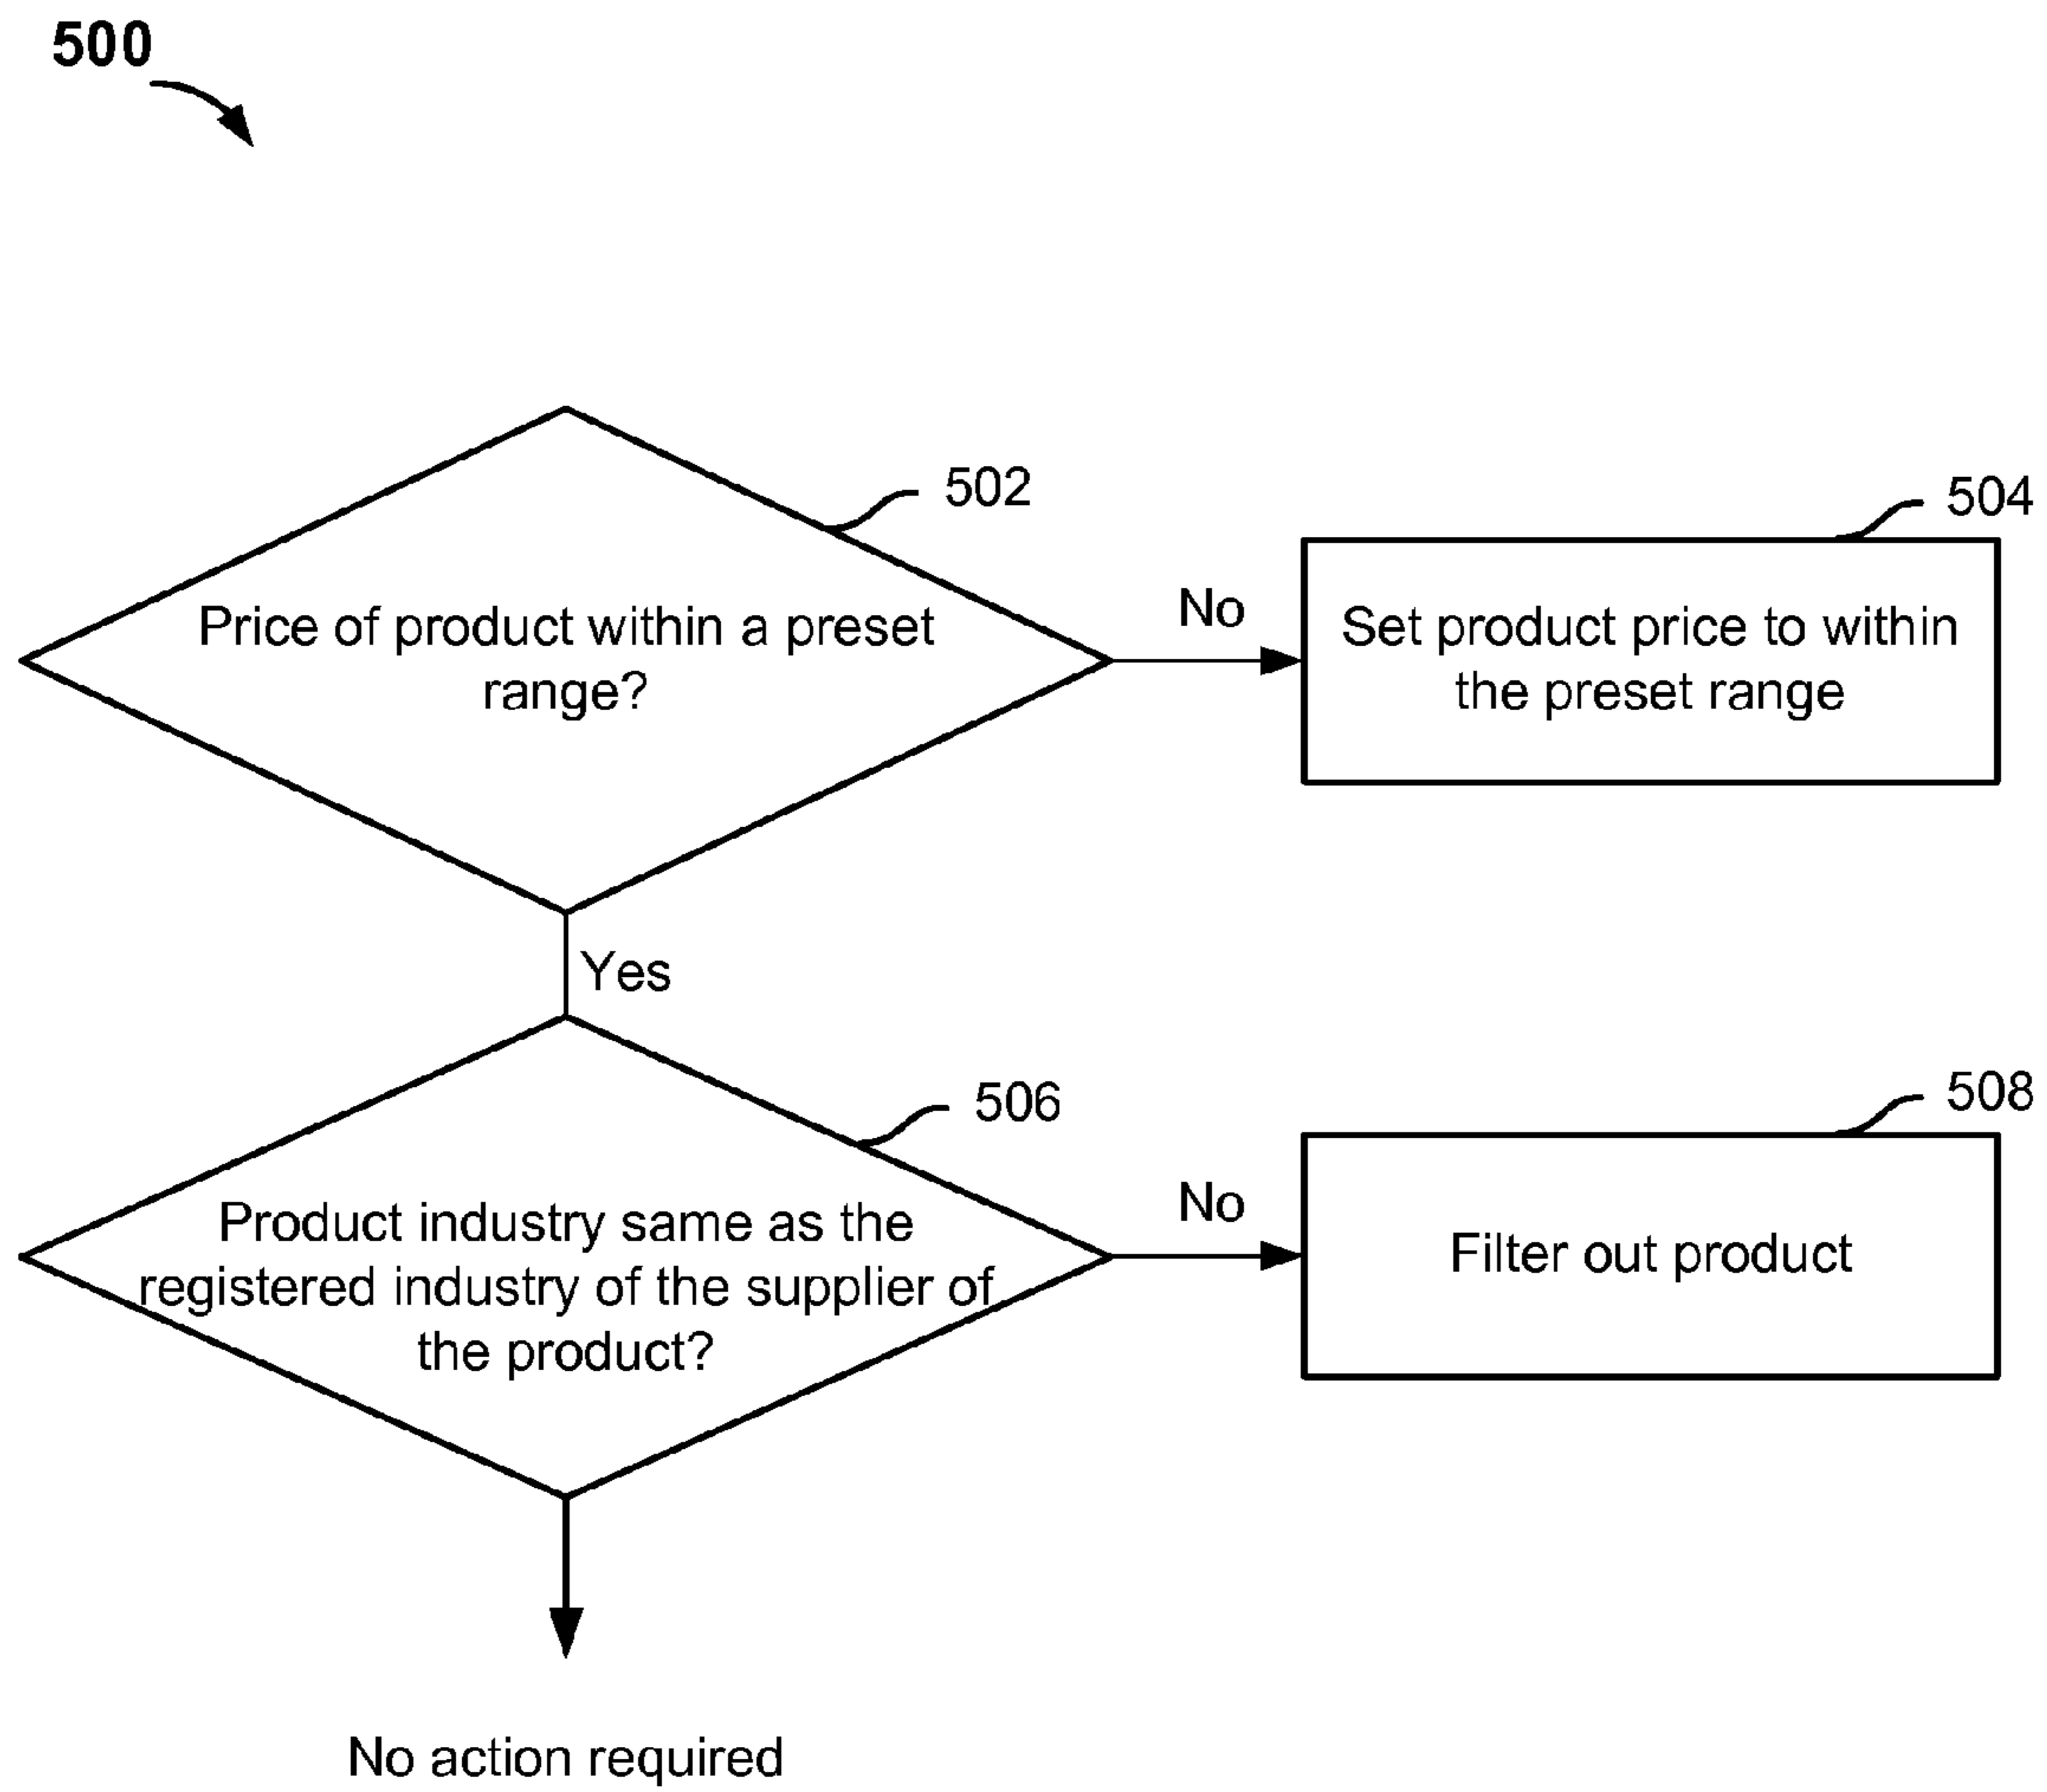 500
502
Price of product within a preset
range?
No
504
Set product price to within
the preset range
Yes
506
Product industry same as the
registered industry of the supplier of
the product?
No
508
Filter out product
No action required